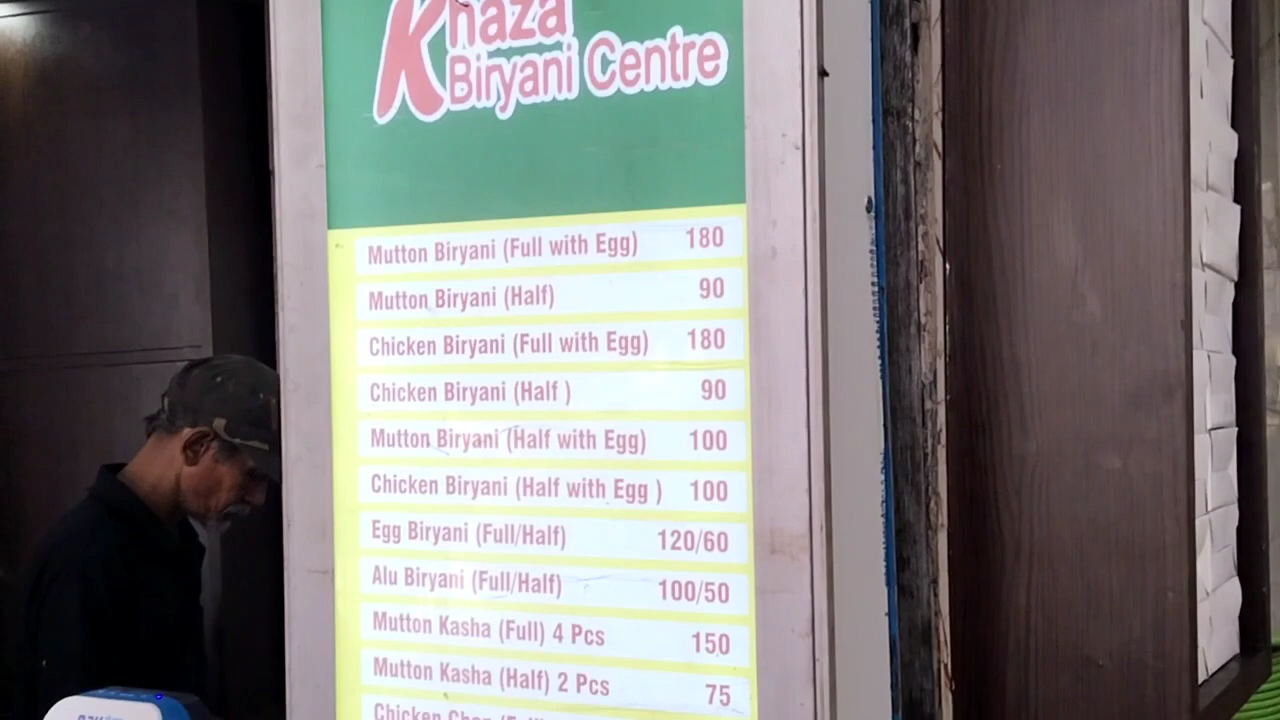 Khaza
Biryani Centre
Mutton Biryani (Full with Egg) 180
Mutton Biryani (Half) 90
Chicken Biryani (Full with Egg) 180
Chicken Biryani (Half ) 90
Mutton Biryani (Half with Egg) 100
Chicken Biryani (Half with Egg ) 100
Egg Biryani (Full/Half) 120/60
Alu Biryani (Full/Half) 100/50
Mutton Kasha (Full) 4 Pcs 150
Mutton Kasha (Half) 2 Pcs 75
Chicken